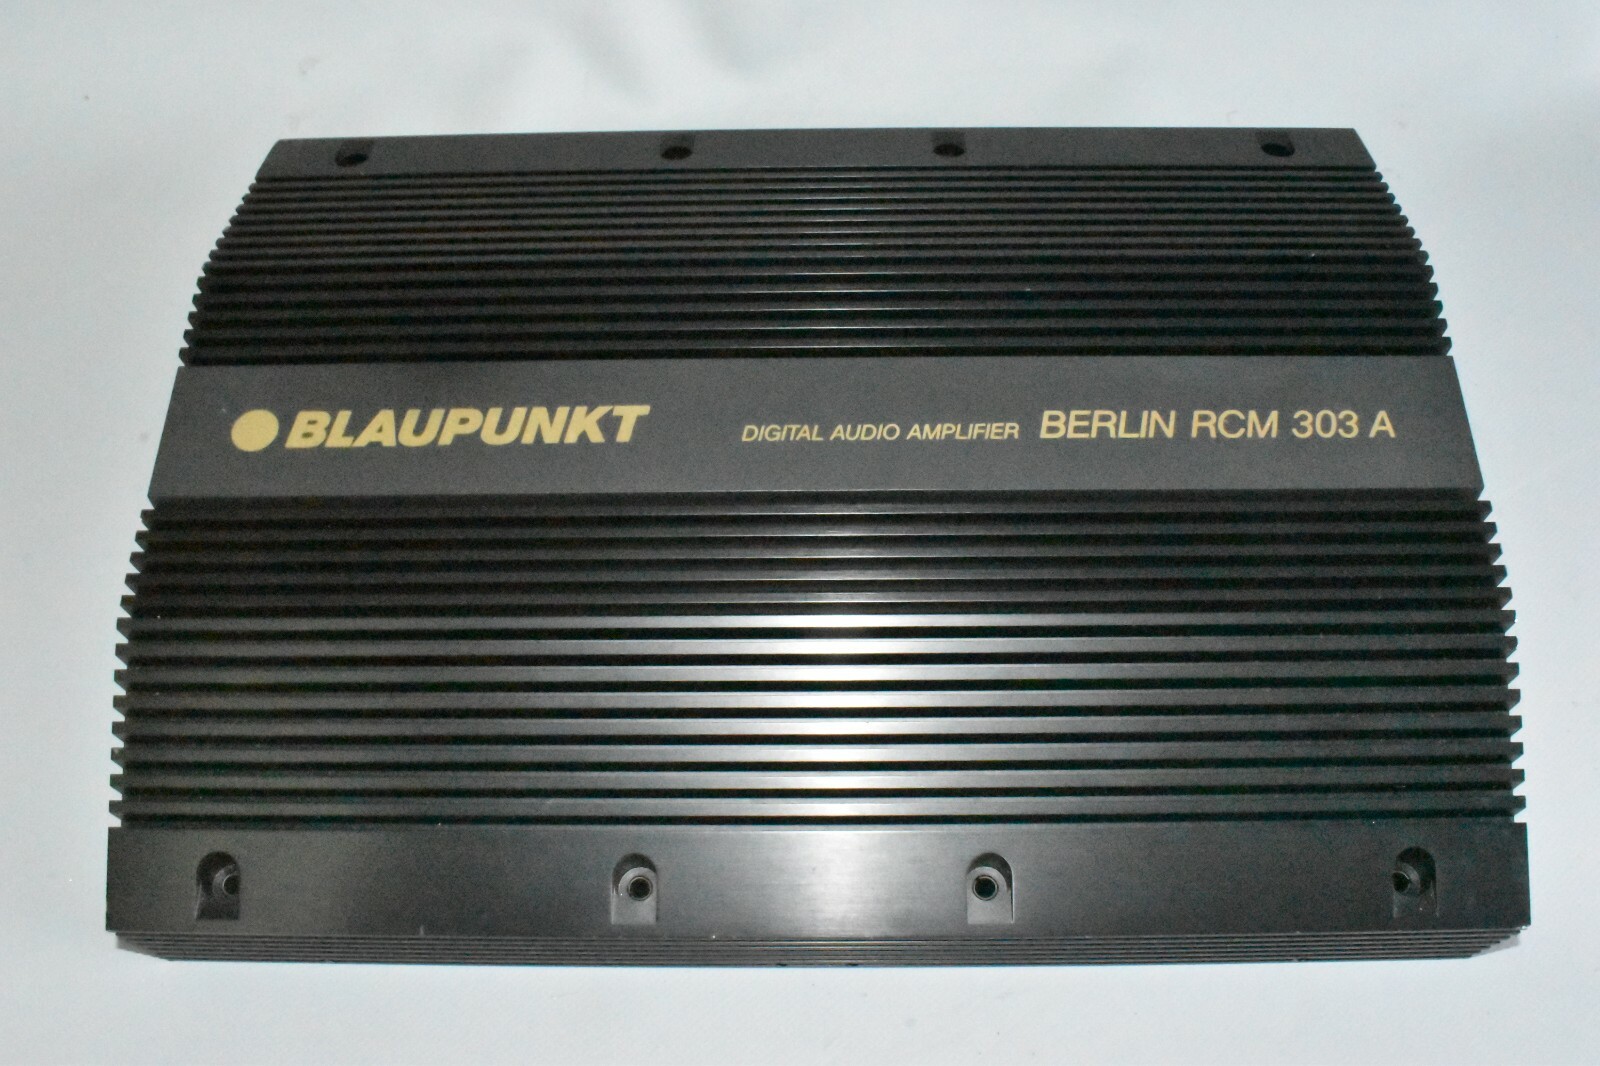 BLAUPUNKT DIGITAL AUDIO AMPLIFIER BERLIN RCM 303 A